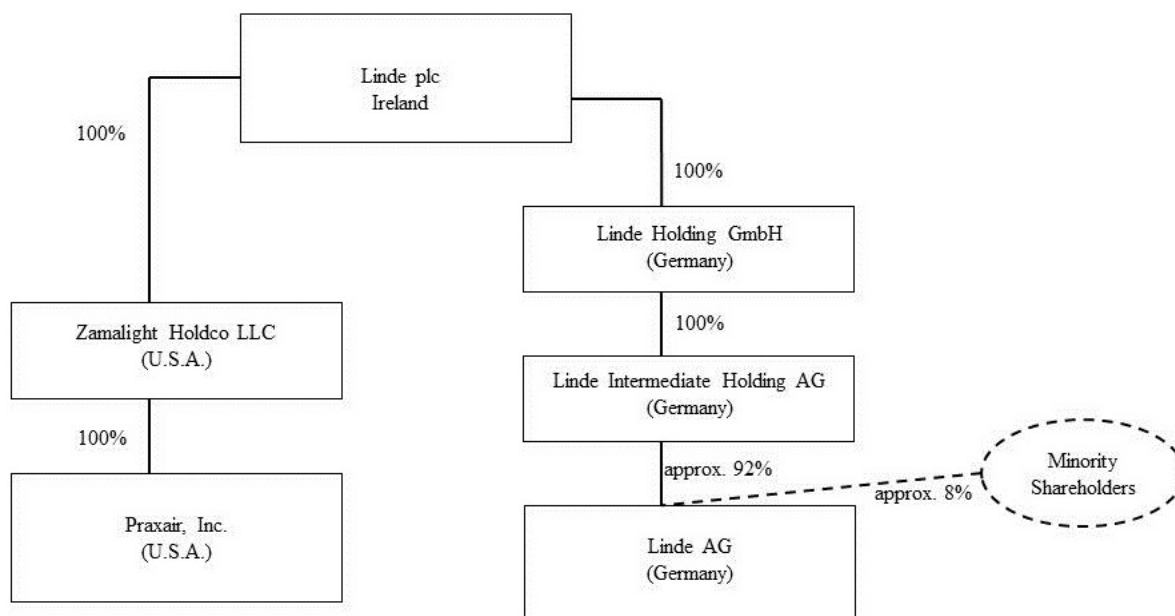 Linde plc
Ireland
100%
100%
Linde Holding GmbH
(Germany)
Zamalight Holdco LLC
(U.S.A.)
100%
Linde Intermediate Holding AG
(Germany)
100%
approx. 92%
approx. 8%
Minority
Shareholders
Praxair, Inc.
(U.S.A.)
Linde AG
(Germany)